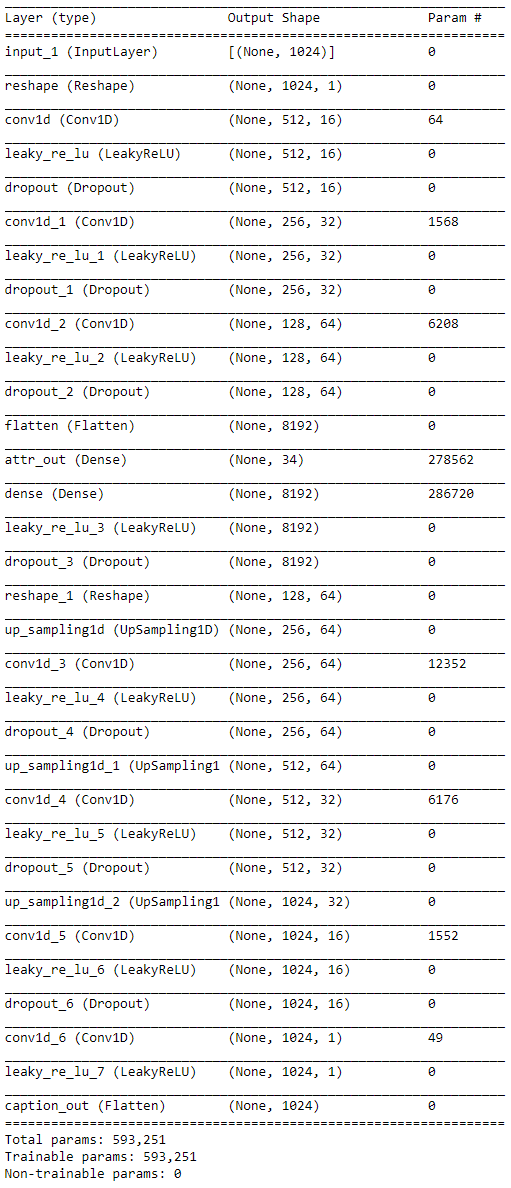 Layer (type) Output Shape Param #
=================================================================
input_1 (InputLayer) [(None, 1024)] 0
reshape (Reshape) (None, 1024, 1) 0
conv1d (Conv1D) (None, 512, 16) 64
leaky_re_lu (LeakyReLU) (None, 512, 16) 0
dropout (Dropout) (None, 512, 16) 0
conv1d_1 (Conv1D) (None, 256, 32) 1568
leaky_re_lu_1 (LeakyReLU) (None, 256, 32) 0
dropout_1 (Dropout) (None, 256, 32) 0
conv1d_2 (Conv1D) (None, 128, 64) 6208
leaky_re_lu_2 (LeakyReLU) (None, 128, 64) 0
dropout_2 (Dropout) (None, 128, 64) 0
flatten (Flatten) (None, 8192) 0
attr_out (Dense) (None, 34) 278562
dense (Dense) (None, 8192) 286720
leaky_re_lu_3 (LeakyReLU) (None, 8192) 0
dropout_3 (Dropout) (None, 8192) 0
reshape_1 (Reshape) (None, 128, 64) 0
up_sampling1d (UpSampling1D) (None, 256, 64) 0
conv1d_3 (Conv1D) (None, 256, 64) 12352
leaky_re_lu_4 (LeakyReLU) (None, 256, 64) 0
dropout_4 (Dropout) (None, 256, 64) 0
up_sampling1d_1 (UpSampling1 (None, 512, 64) 0
conv1d_4 (Conv1D) (None, 512, 32) 6176
leaky_re_lu_5 (LeakyReLU) (None, 512, 32) 0
dropout_5 (Dropout) (None, 512, 32) 0
up_sampling1d_2 (UpSampling1 (None, 1024, 32) 0
conv1d_5 (Conv1D) (None, 1024, 16) 1552
leaky_re_lu_6 (LeakyReLU) (None, 1024, 16) 0
dropout_6 (Dropout) (None, 1024, 16) 0
conv1d_6 (Conv1D) (None, 1024, 1) 49
leaky_re_lu_7 (LeakyReLU) (None, 1024, 1) 0
caption_out (Flatten) (None, 1024) 0
=================================================================
Total params: 593,251
Trainable params: 593,251
Non-trainable params: 0